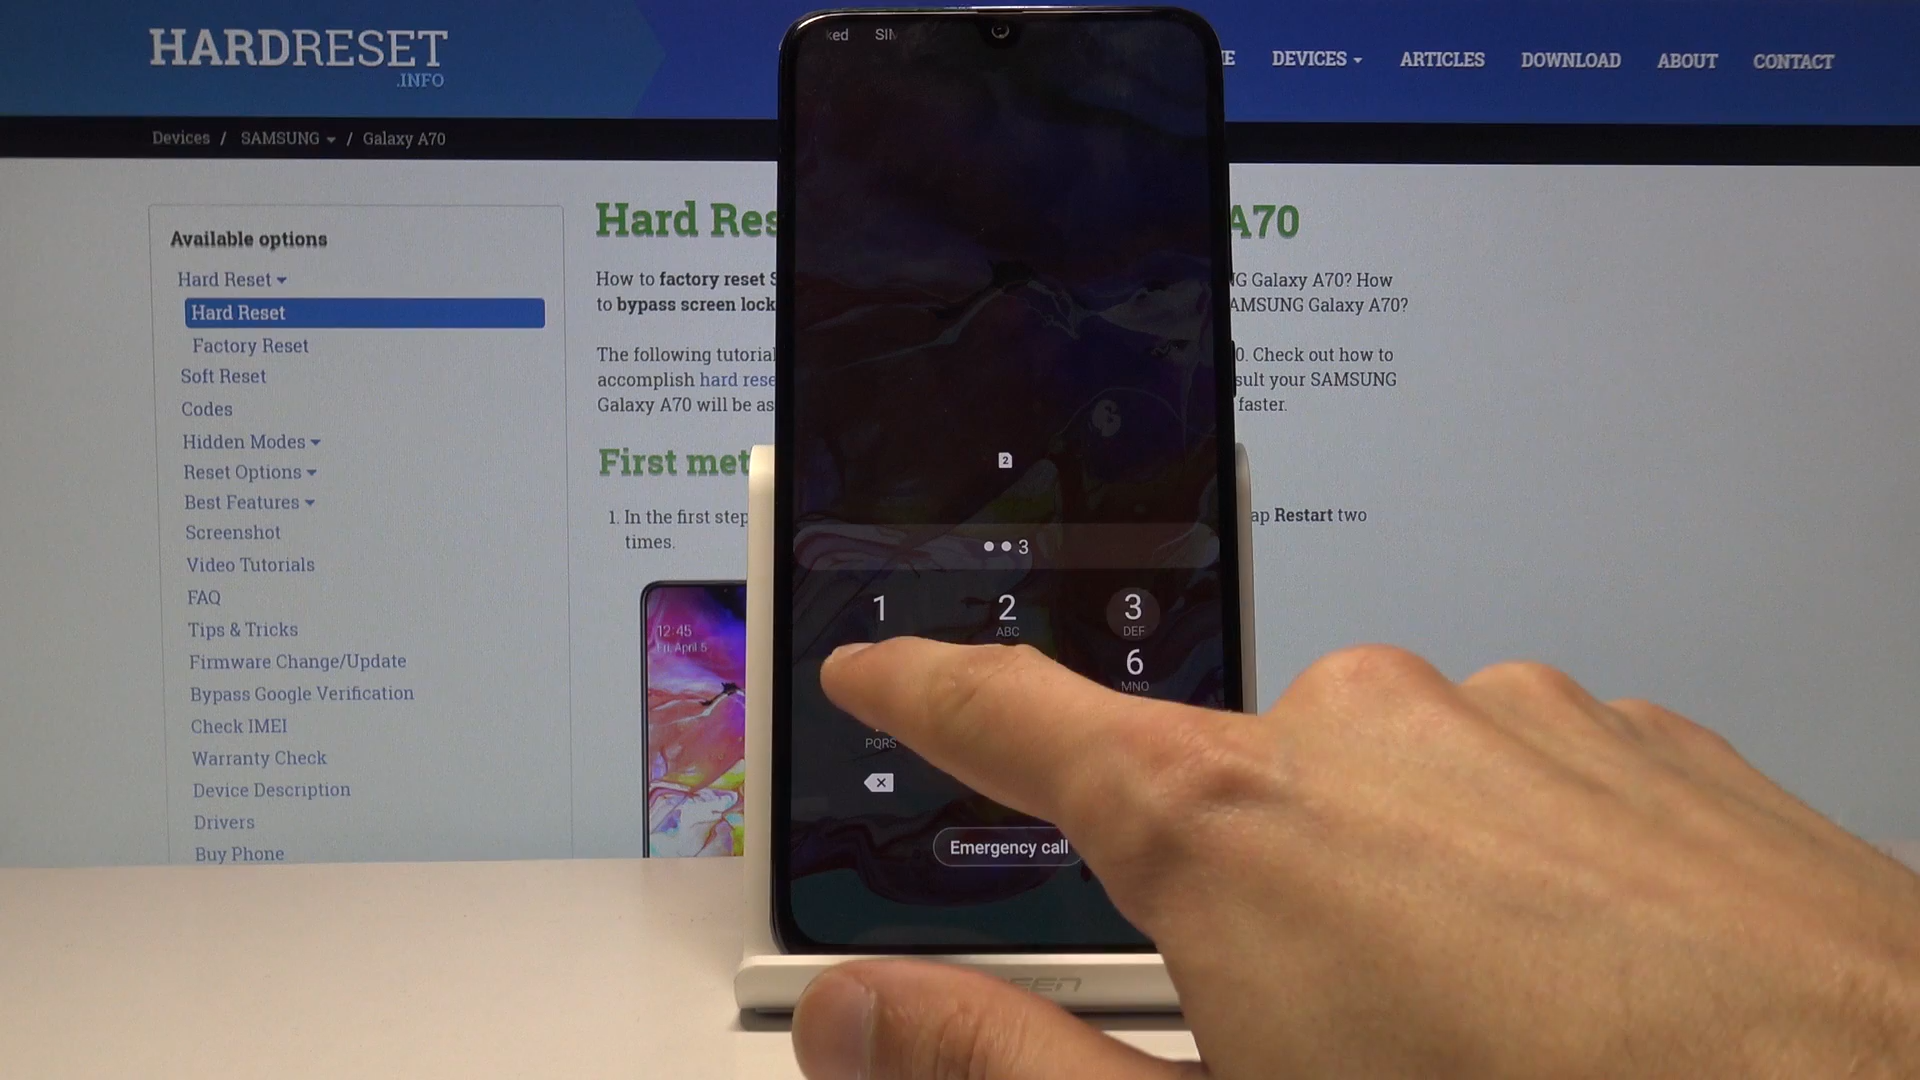 HARDRESET
.INFO
DEVICES
ARTICLES
DOWNLOAD
ABOUT
CONTACT
Devices / SAMSUNG / Galaxy A70
Available options
Hard Reset
Hard Reset
Factory Reset
Soft Reset
Codes
Hidden Modes
Reset Options
Best Features
Screenshot
Video Tutorials
FAQ
Tips & Tricks
Firmware Change/Update
Bypass Google Verification
Check IMEI
Warranty Check
Device Description
Drivers
Buy Phone
Hard Res A70
How to factory reset S NG Galaxy A70? How
to bypass screen lock AMSUNG Galaxy A70?
The following tutorial 0. Check out how to
accomplish hard rese sult your SAMSUNG
Galaxy A70 will be as faster.
First met
1. In the first step ap Restart two
times.
12:45
Fri, April 5
ked SIM
2
3
1
2
ABC
3
DEF
6
MNO
PQRS
Emergency call